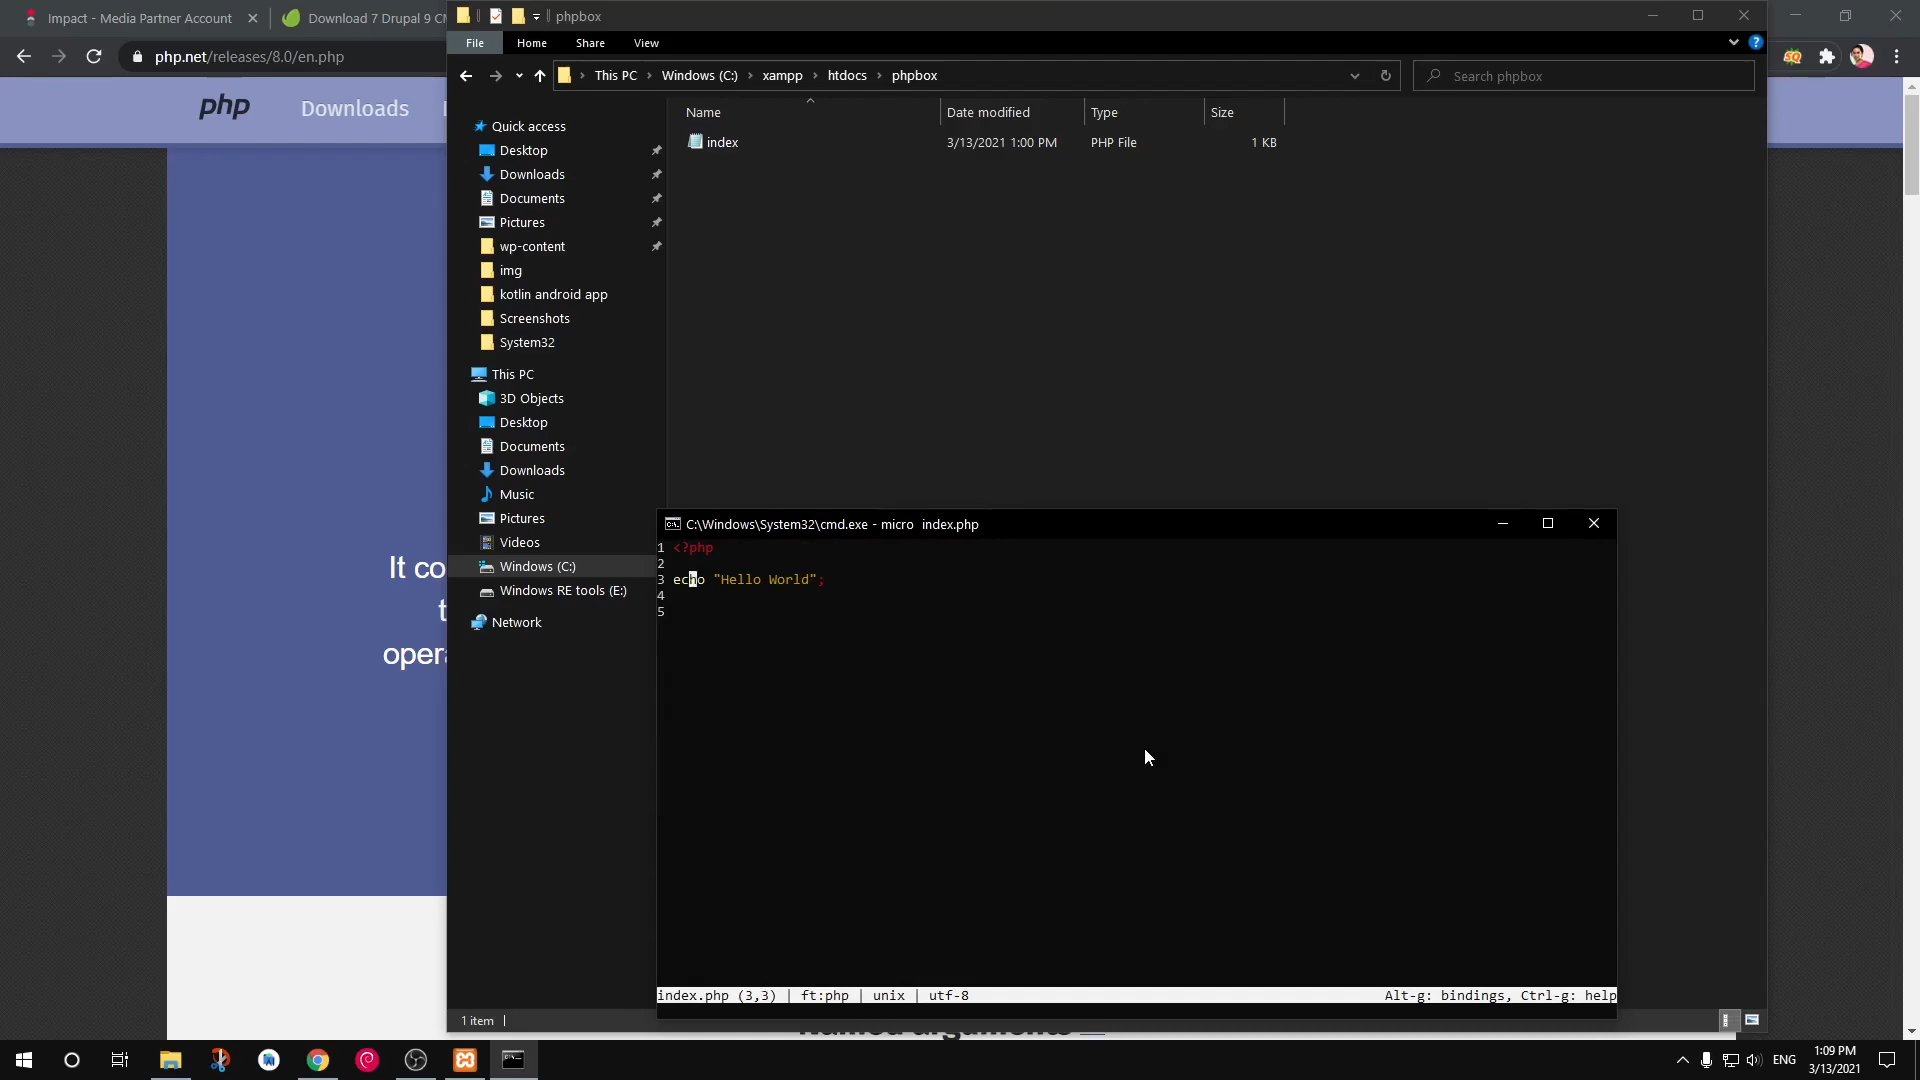 Impact - Media Partner Account
Download 7 Drupal 9 CM
php.net/releases/8.0/en.php
php
Downloads
It co
t
opera
phpbox
File
Home
Share
View
This PC
Windows (C:)
xampp
htdocs
phpbox
Search phpbox
Quick access
Desktop
Downloads
Documents
Pictures
wp-content
img
kotlin android app
Screenshots
System32
This PC
3D Objects
Desktop
Documents
Downloads
Music
Pictures
Videos
Windows (C:)
Windows RE tools (E:)
Network
Name
Date modified
Type
Size
index
3/13/2021 1:00 PM
PHP File
1 KB
C:\Windows\System32\cmd.exe - micro index.php
1 <?php
2
3 echo "Hello World";
4
5
index.php (3,3) | ft:php | unix | utf-8
Alt-g: bindings, Ctrl-g: help
1 item
Named arguments
ENG
1:09 PM
3/13/2021